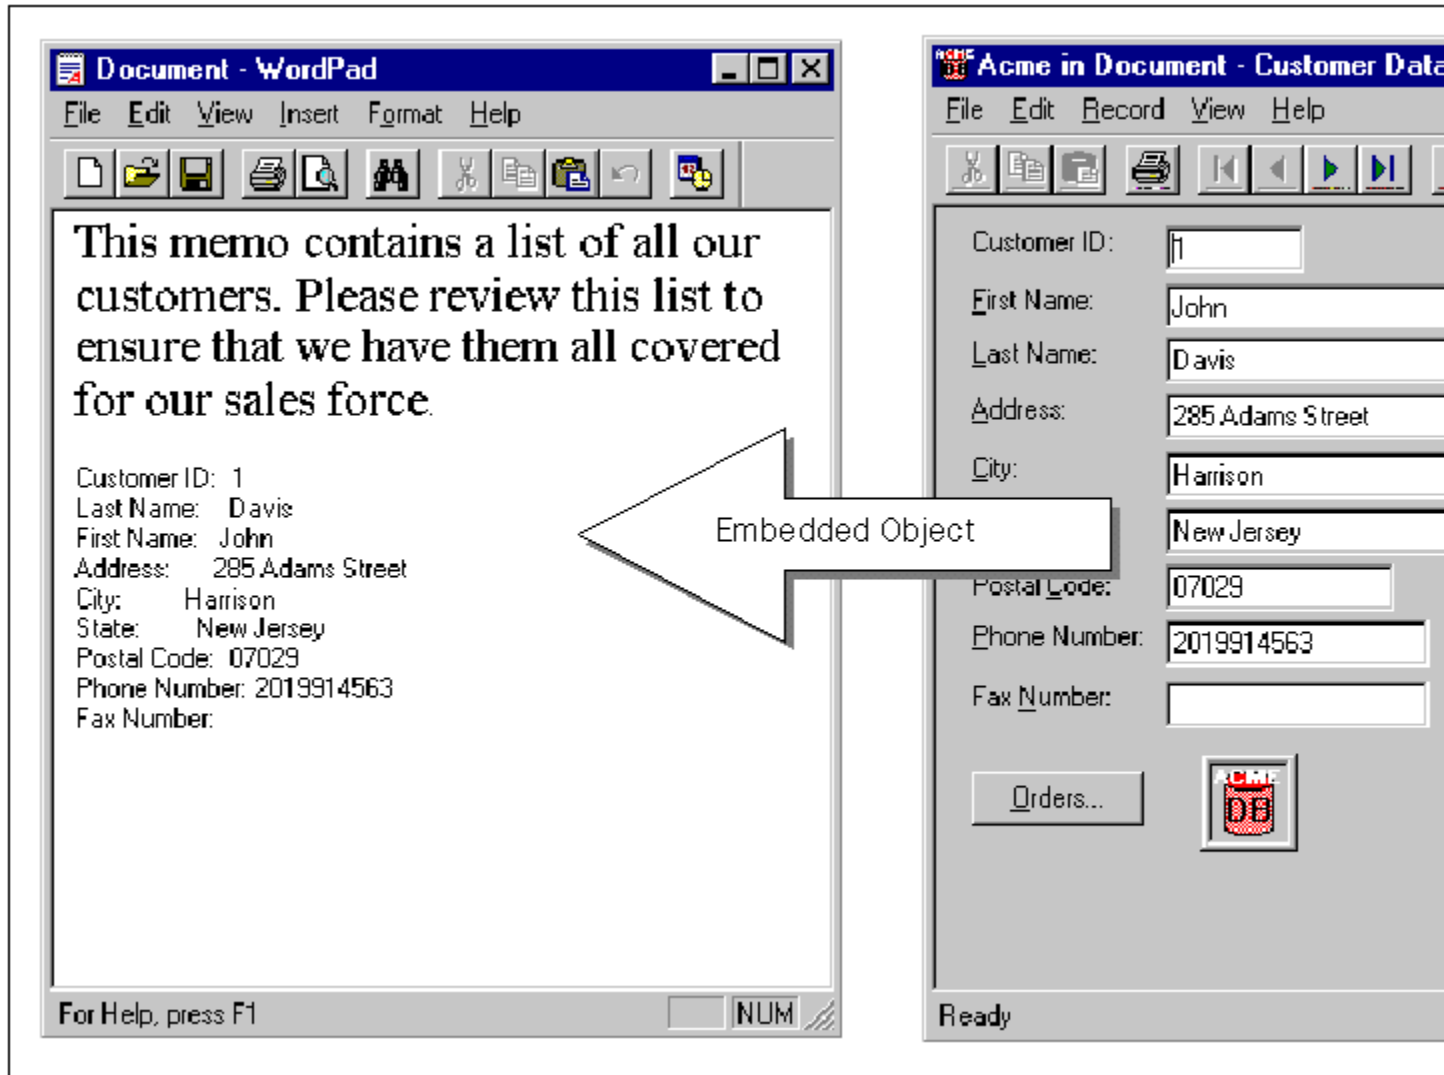 Document - WordPad
File Edit View Insert Format Help
This memo contains a list of all our
customers. Please review this list to
ensure that we have them all covered
for our sales force.
Customer ID: 1
Last Name: Davis
First Name: John
Address: 285 Adams Street
City: Harrison
State: New Jersey
Postal Code: 07029
Phone Number: 2019914563
Fax Number:
For Help, press F1
NUM
Embedded Object
ACME
Acme in Document - Customer Data
File Edit Record View Help
Customer ID: 1
First Name: John
Last Name: Davis
Address: 285 Adams Street
City: Harrison
New Jersey
Postal Code: 07029
Phone Number: 2019914563
Fax Number:
Orders...
ACME
DB
Ready